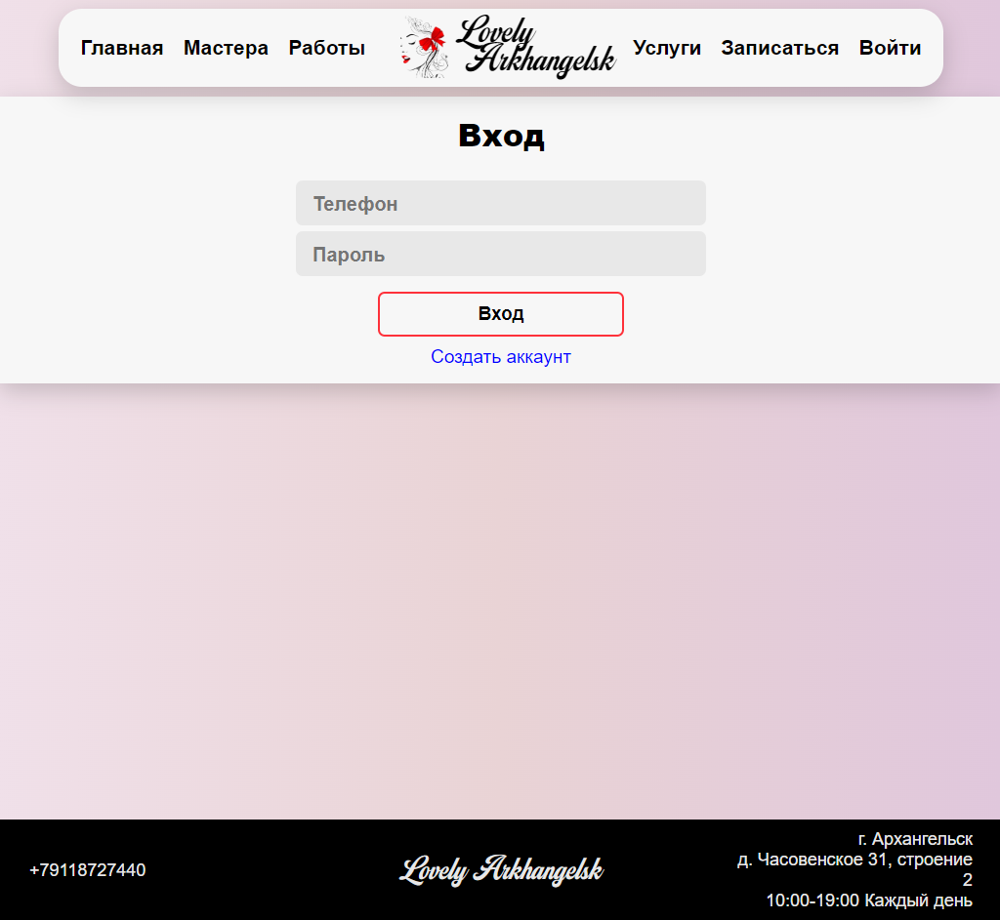 Главная Мастера Работы Lovely Arkhangelsk Услуги Записаться Войти
Вход
Телефон
Пароль
Вход
Создать аккаунт
+79118727440
Lovely Arkhangelsk
г. Архангельск
д. Часовенское 31, строение
2
10:00-19:00 Каждый день